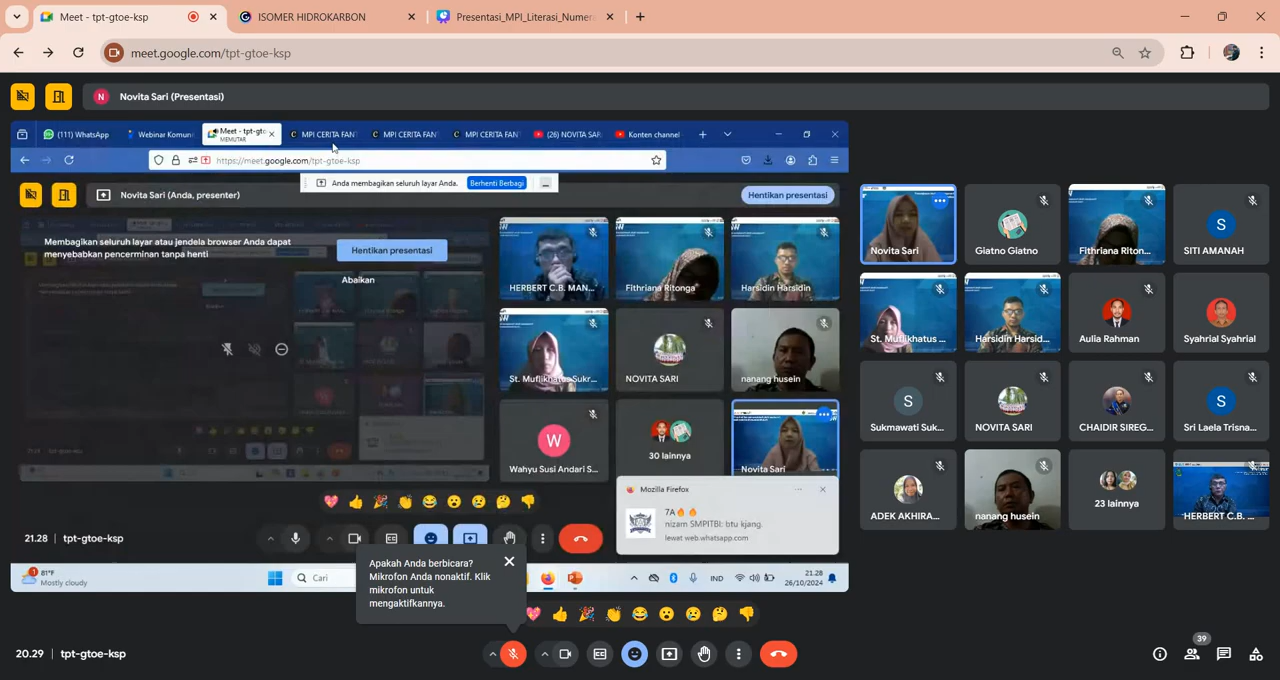 Meet - tpt-gtoe-ksp
ISOMER HIDROKARBON
Presentasi_MPI_Literasi_Numera
meet.google.com/tpt-gtoe-ksp
N
Novita Sari (Presentasi)
(111) WhatsApp
Webinar Komun
Meet - tpt-gto
MEMUTAR
MPI CERITA FAN
MPI CERITA FAN
MPI CERITA FAN
(26) NOVITA SAR
Konten channel
https://meet.google.com/tpt-gtoe-ksp
Anda membagikan seluruh layar Anda.
Berhenti Berbagi
Novita Sari (Anda, presenter)
Hentikan presentasi
Membagikan seluruh layar atau jendela browser Anda dapat
menyebabkan pencerminan tanpa henti
Hentikan presentasi
Abaikan
HERBERT C.B. MAN...
Fithriana Ritonga
Harsidin Harsidin
St. Muflikhatus Sukr...
NOVITA SARI
nanang husein
W
Wahyu Susi Andari S...
30 lainnya
Novita Sari
Mozilla Firefox
7A
nizam SMPITBI: btu kjang.
lewat web.whatsapp.com
21.28
tpt-gtoe-ksp
1
81°F
Mostly cloudy
Cari
IND
21.28
26/10/2024
Novita Sari
Giatno Giatno
Fithriana Riton...
S
SITI AMANAH
St. Muflikhatus ...
Harsidin Harsid...
Aulia Rahman
Syahrial Syahrial
S
Sukmawati Suk...
NOVITA SARI
CHAIDIR SIREG...
S
Sri Laela Trisna...
ADEK AKHIRA...
nanang husein
23 lainnya
HERBERT C.B. ...
Apakah Anda berbicara?
Mikrofon Anda nonaktif. Klik
mikrofon untuk
mengaktifkannya.
20.29
tpt-gtoe-ksp
39